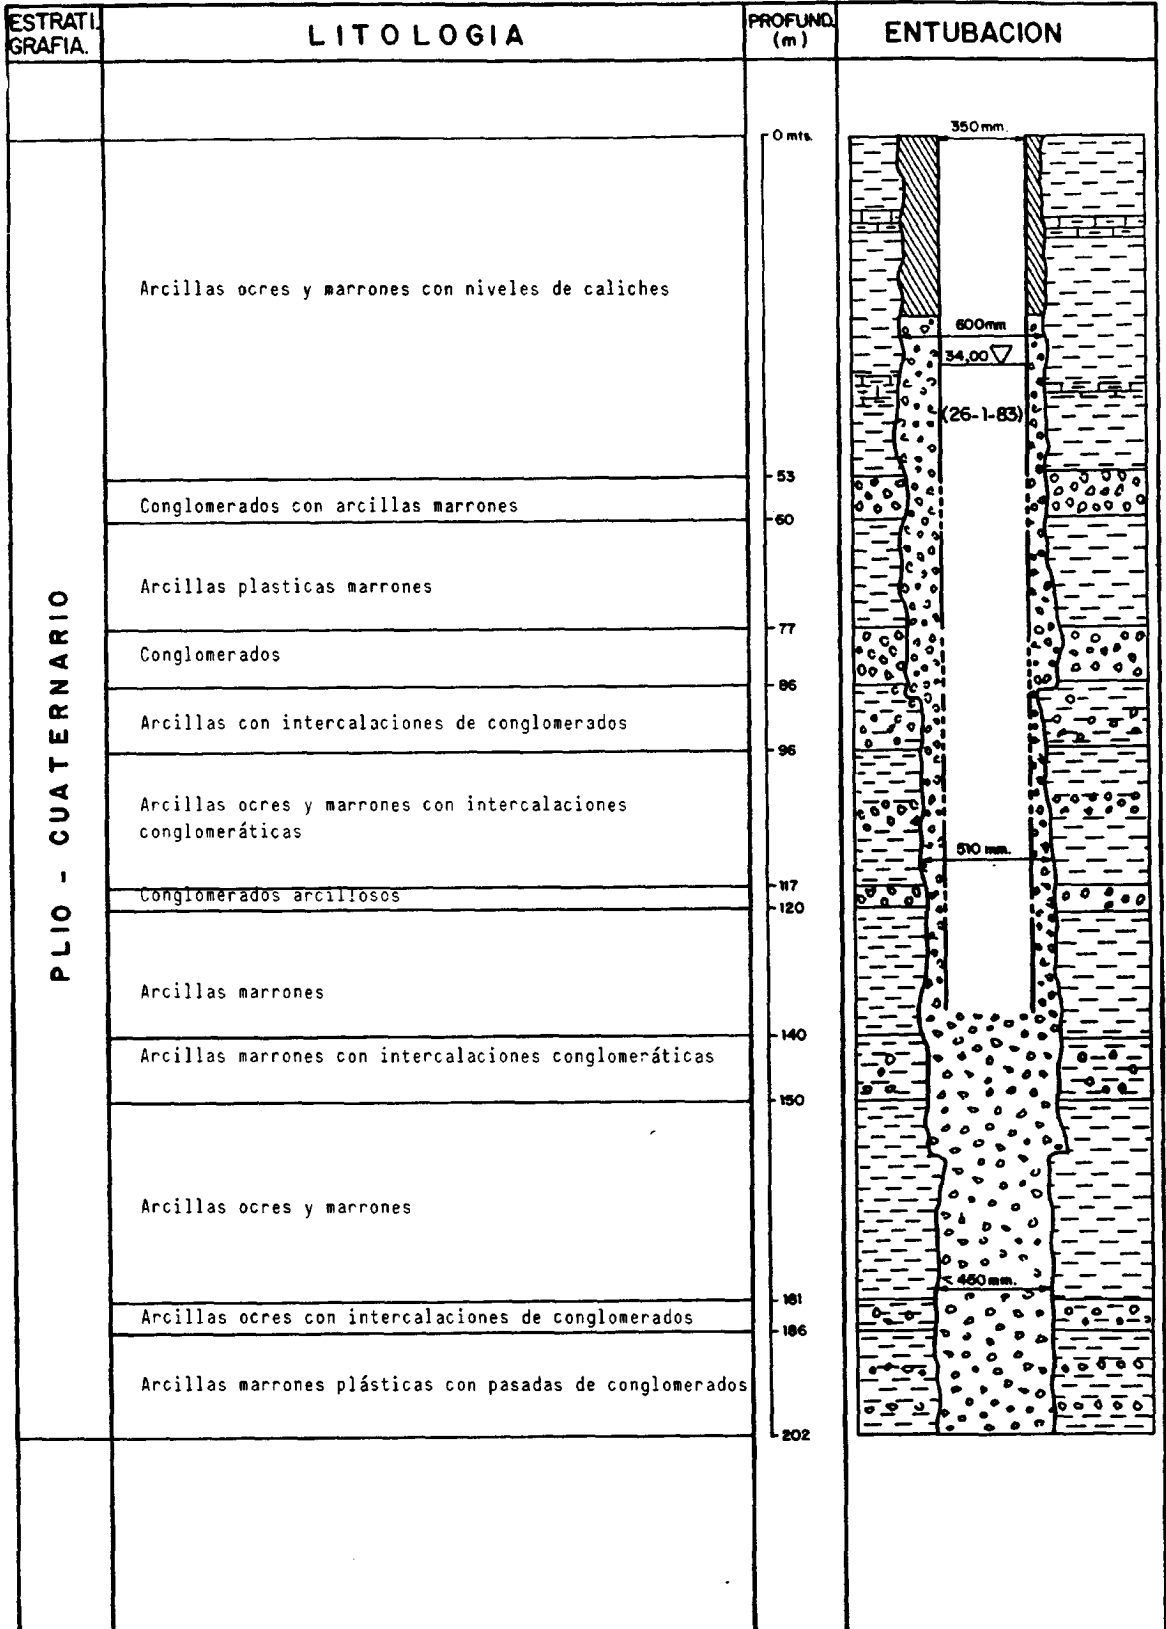 ESTRATI.
GRAFIA.
LITOLOGIA
PROFUND.
(m)
ENTUBACION
0 mts.
350 mm.
Arcillas ocres y marrones con niveles de caliches
600mm
34,00
(26-1-83)
53
Conglomerados con arcillas marrones
60
Arcillas plasticas marrones
77
Conglomerados
86
Arcillas con intercalaciones de conglomerados
96
Arcillas ocres y marrones con intercalaciones
conglomeráticas
510 mm.
117
Conglomerados arcillosos
120
Arcillas marrones
140
Arcillas marrones con intercalaciones conglomeráticas
150
Arcillas ocres y marrones
< 460 mm.
181
Arcillas ocres con intercalaciones de conglomerados
186
Arcillas marrones plásticas con pasadas de conglomerados
202
PLIO - CUATERNARIO